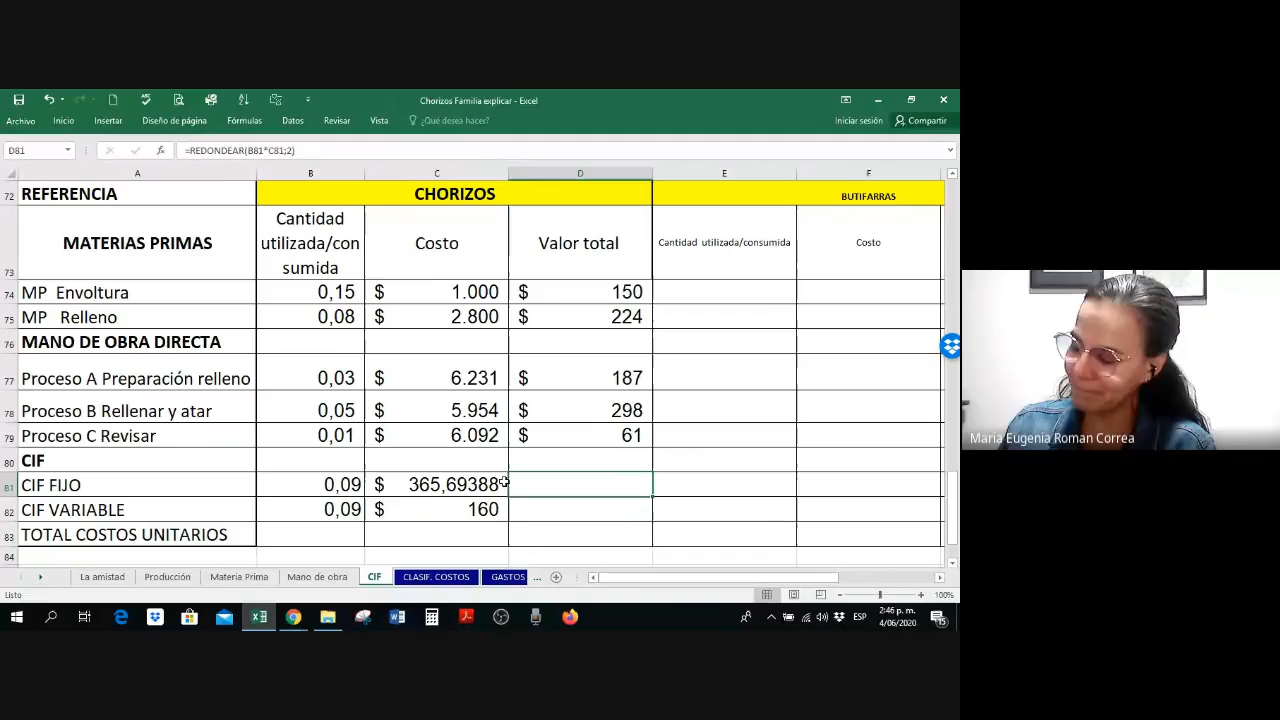 Chorizos Familia explicar - Excel
Archivo Inicio Insertar Diseño de página Fórmulas Datos Revisar Vista ¿Qué desea hacer? Iniciar sesión Compartir
D81 fx =REDONDEAR(B81*C81;2)
A B C D E F
72 REFERENCIA CHORIZOS BUTIFARRAS
73 MATERIAS PRIMAS Cantidad utilizada/con sumida Costo Valor total Cantidad utilizada/consumida Costo
74 MP Envoltura 0,15 $ 1.000 $ 150
75 MP Relleno 0,08 $ 2.800 $ 224
76 MANO DE OBRA DIRECTA
77 Proceso A Preparación relleno 0,03 $ 6.231 $ 187
78 Proceso B Rellenar y atar 0,05 $ 5.954 $ 298
79 Proceso C Revisar 0,01 $ 6.092 $ 61
80 CIF
81 CIF FIJO 0,09 $ 365,69388
82 CIF VARIABLE 0,09 $ 160
83 TOTAL COSTOS UNITARIOS
84
La amistad Producción Materia Prima Mano de obra CIF CLASIF. COSTOS GASTOS ...
Listo 100%
ESP 2:46 p. m.
4/06/2020 15
Maria Eugenia Roman Correa